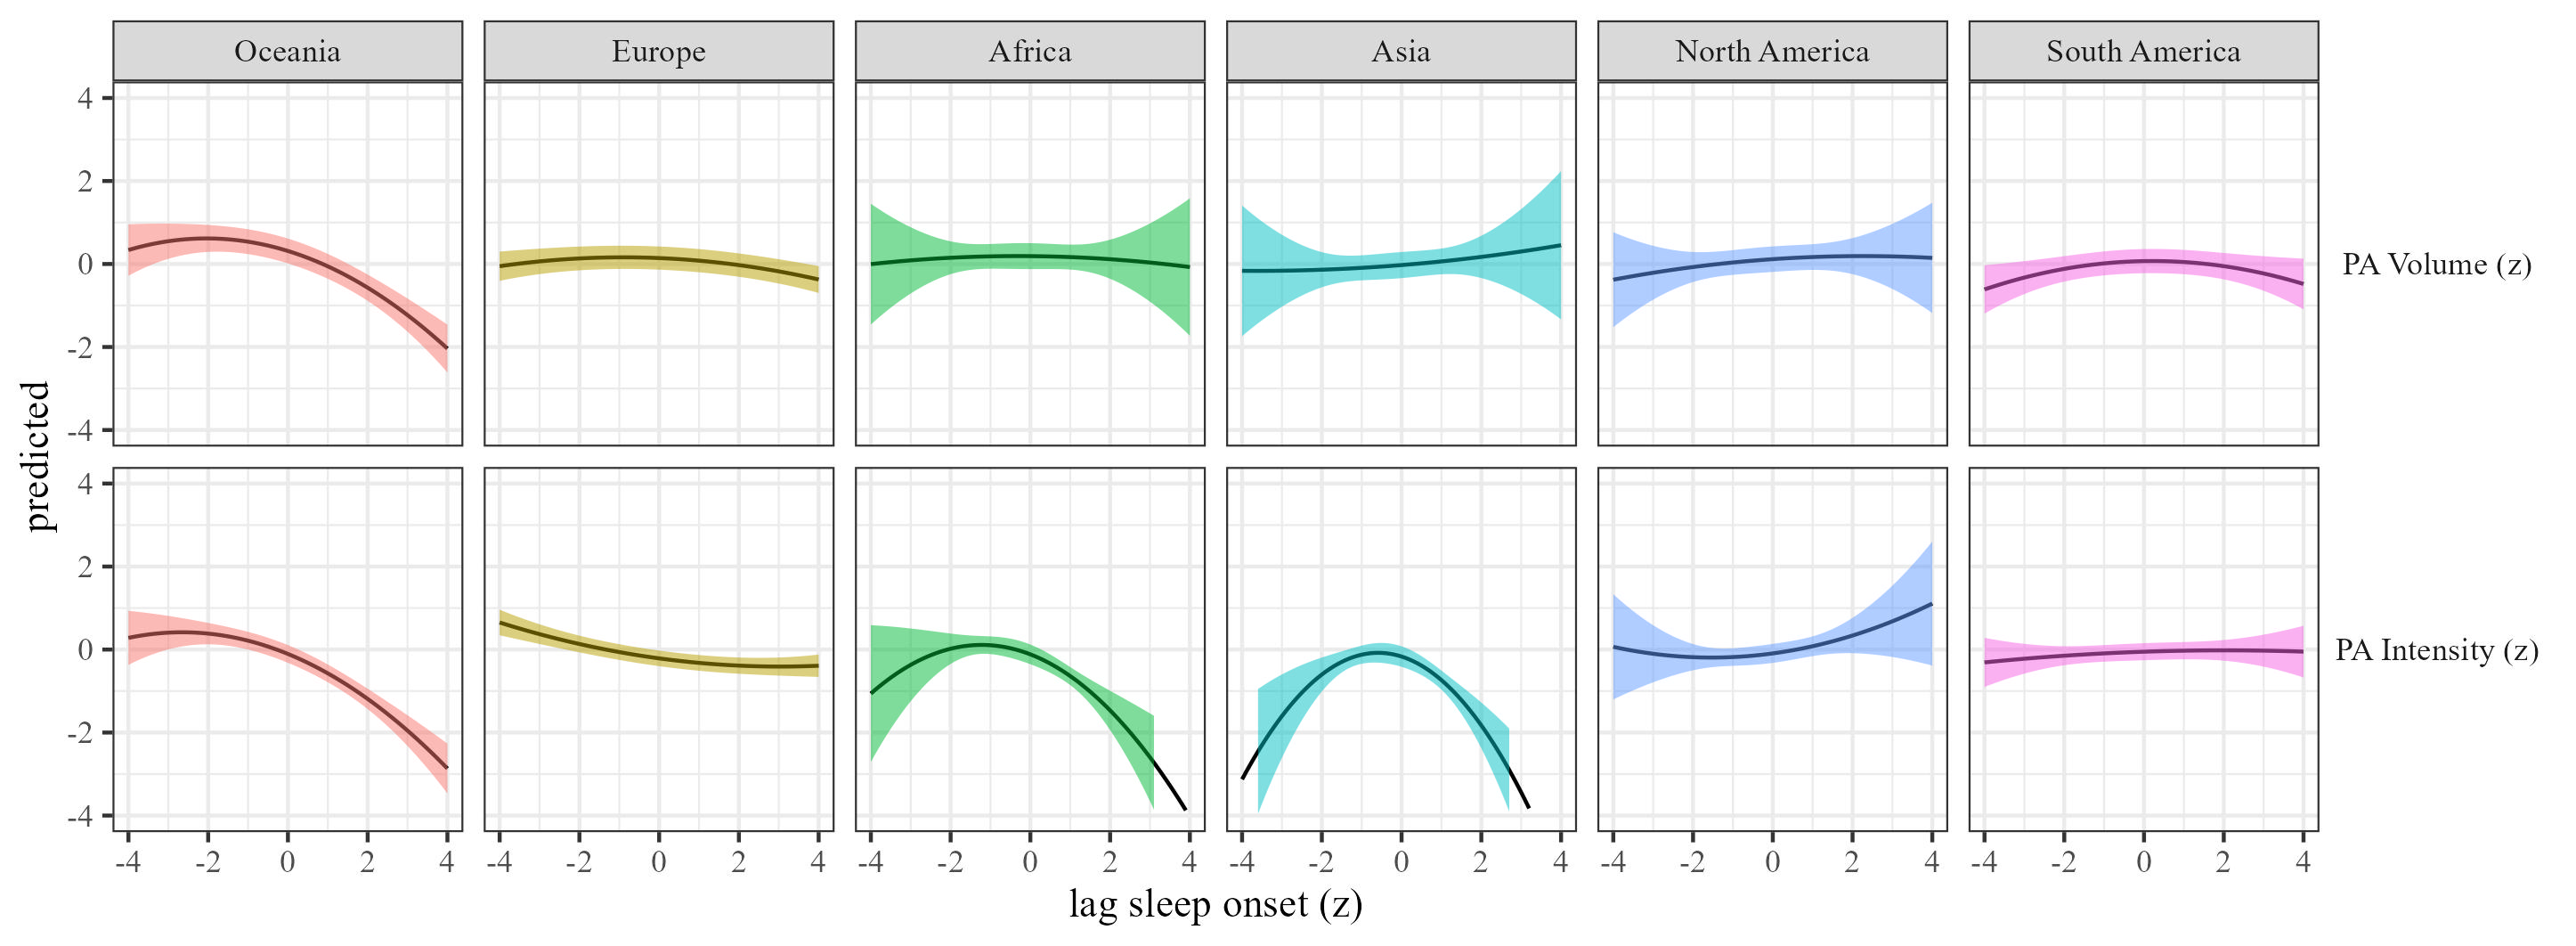 Oceania Europe Africa Asia North America South America
4
2
0
-2
-4
PA Volume (z)
predicted
4
2
0
-2
-4
PA Intensity (z)
-4 -2 0 2 4 -4 -2 0 2 4 -4 -2 0 2 4 -4 -2 0 2 4 -4 -2 0 2 4 -4 -2 0 2 4
lag sleep onset (z)